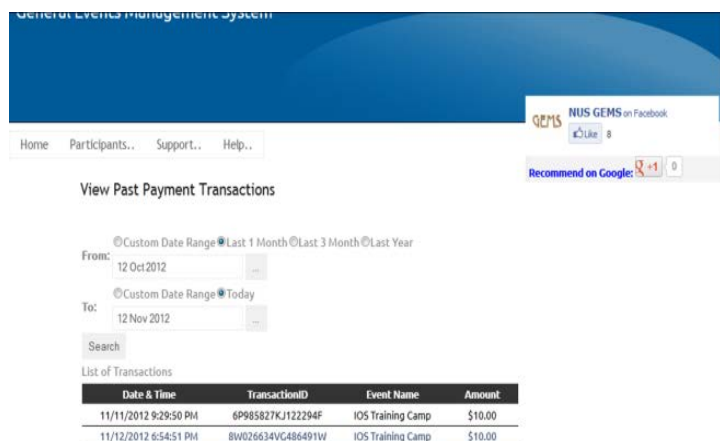 General Events Management System
NUS GEMS on Facebook
GEMS
Like 8
Home Participants.. Support.. Help..
Recommend on Google: +1 0
View Past Payment Transactions
Custom Date Range Last 1 Month Last 3 Month Last Year
From:
12 Oct 2012 ...
Custom Date Range Today
To:
12 Nov 2012 ...
Search
List of Transactions
Date & Time TransactionID Event Name Amount
11/11/2012 9:29:50 PM 6P985827KJ122294F IOS Training Camp $10.00
11/12/2012 6:54:51 PM 8W026634VG486491W IOS Training Camp $10.00